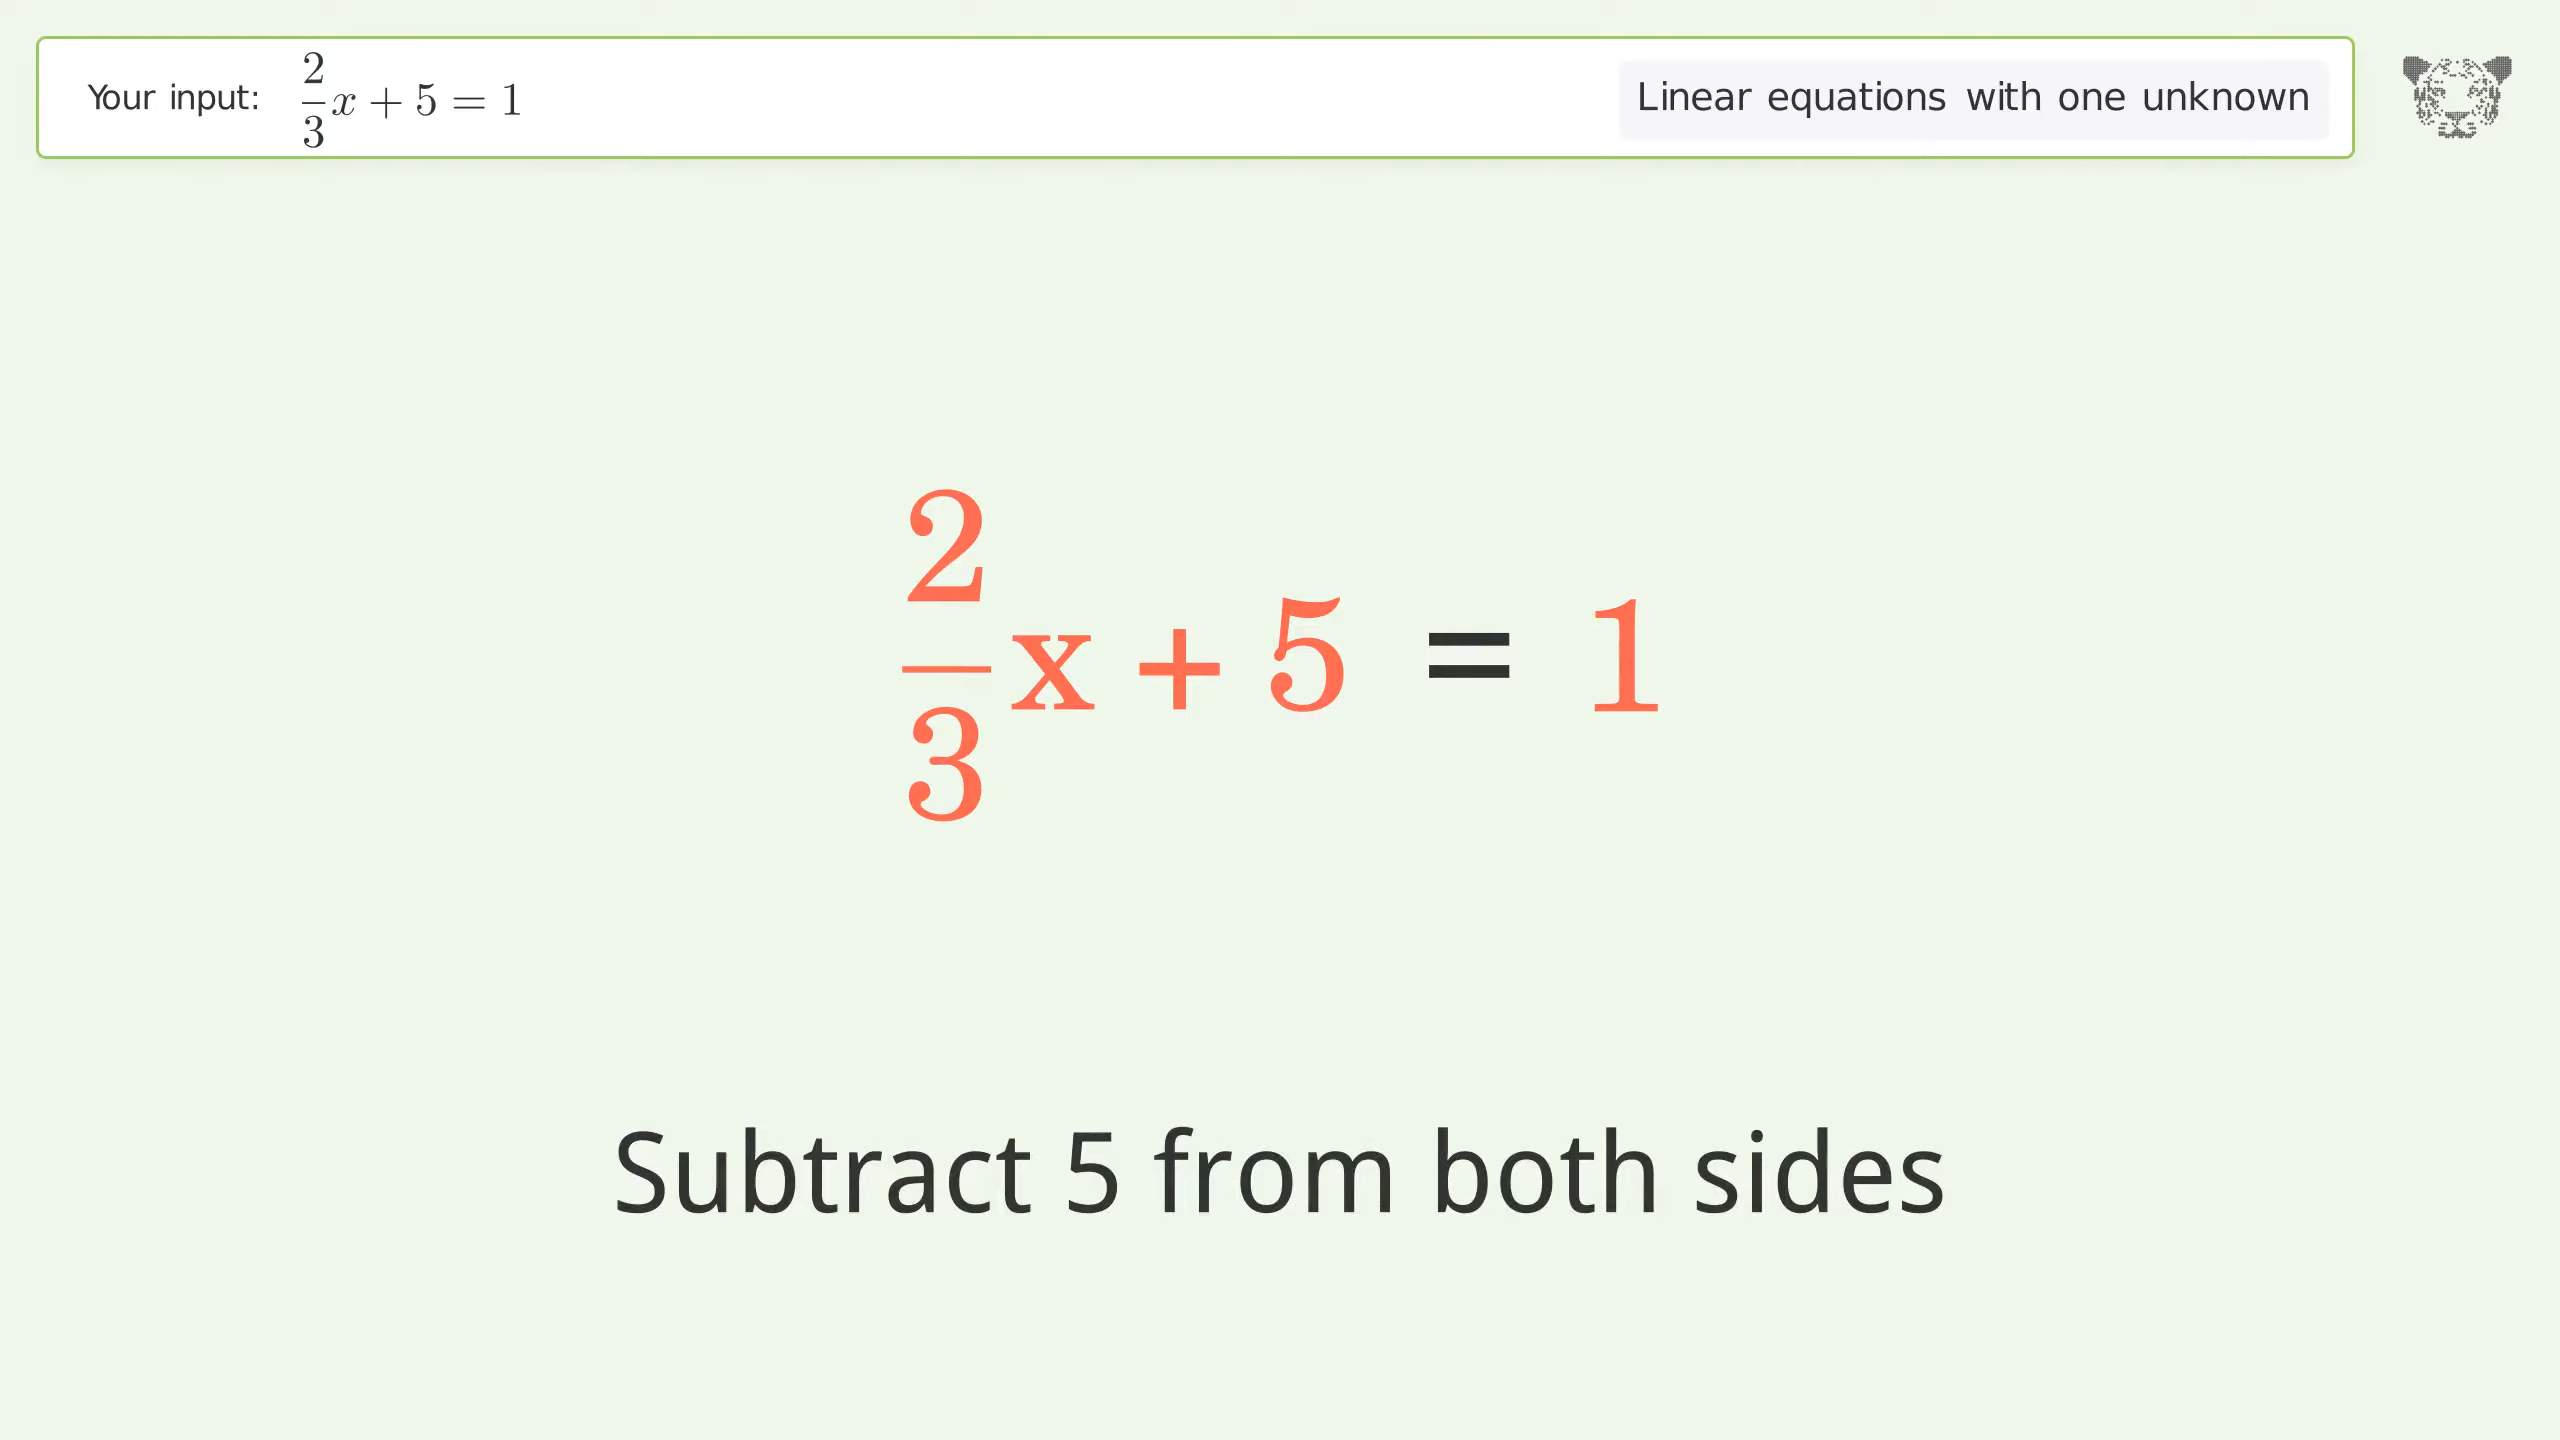 Your input: 2/3x + 5 = 1
Linear equations with one unknown
2/3x + 5 = 1
Subtract 5 from both sides